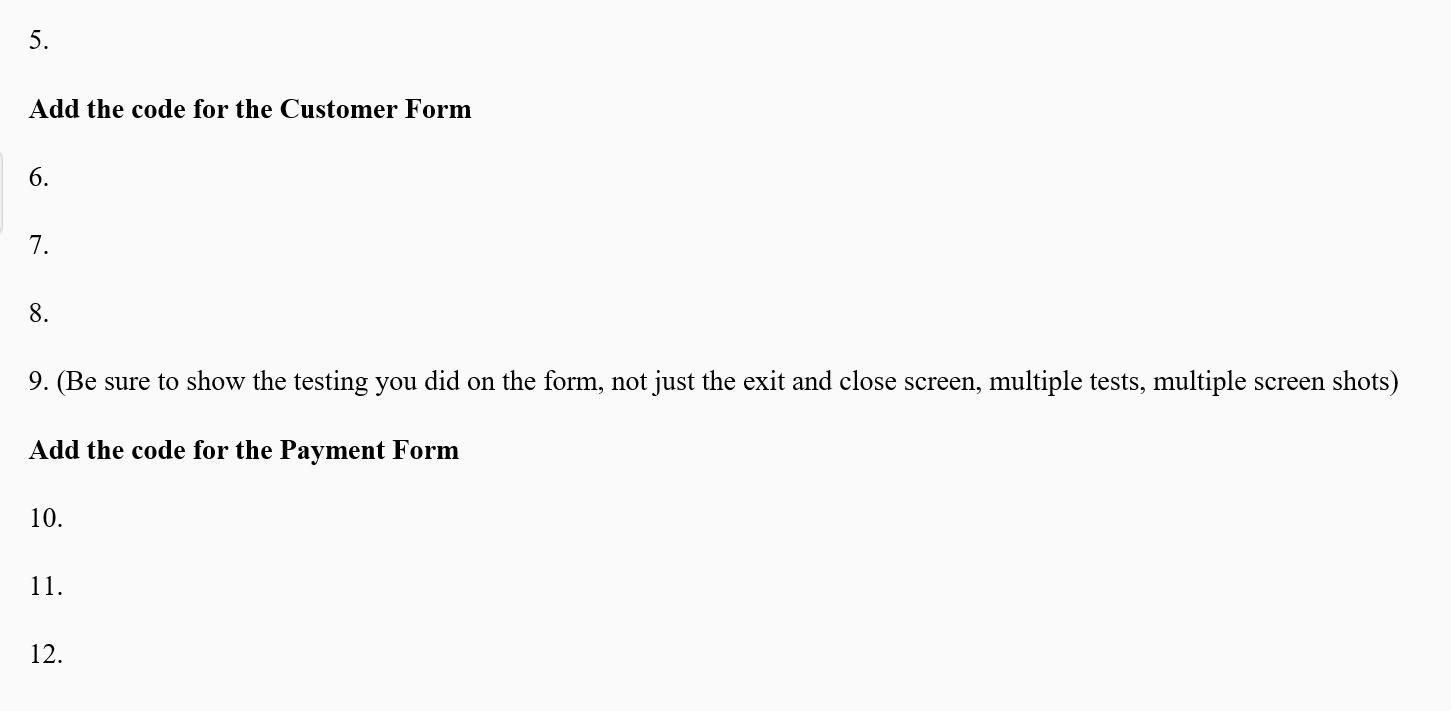 5.
Add the code for the Customer Form
6.
7.
8.
9. (Be sure to show the testing you did on the form, not just the exit and close screen, multiple tests, multiple screen shots)
Add the code for the Payment Form
10.
11.
12.